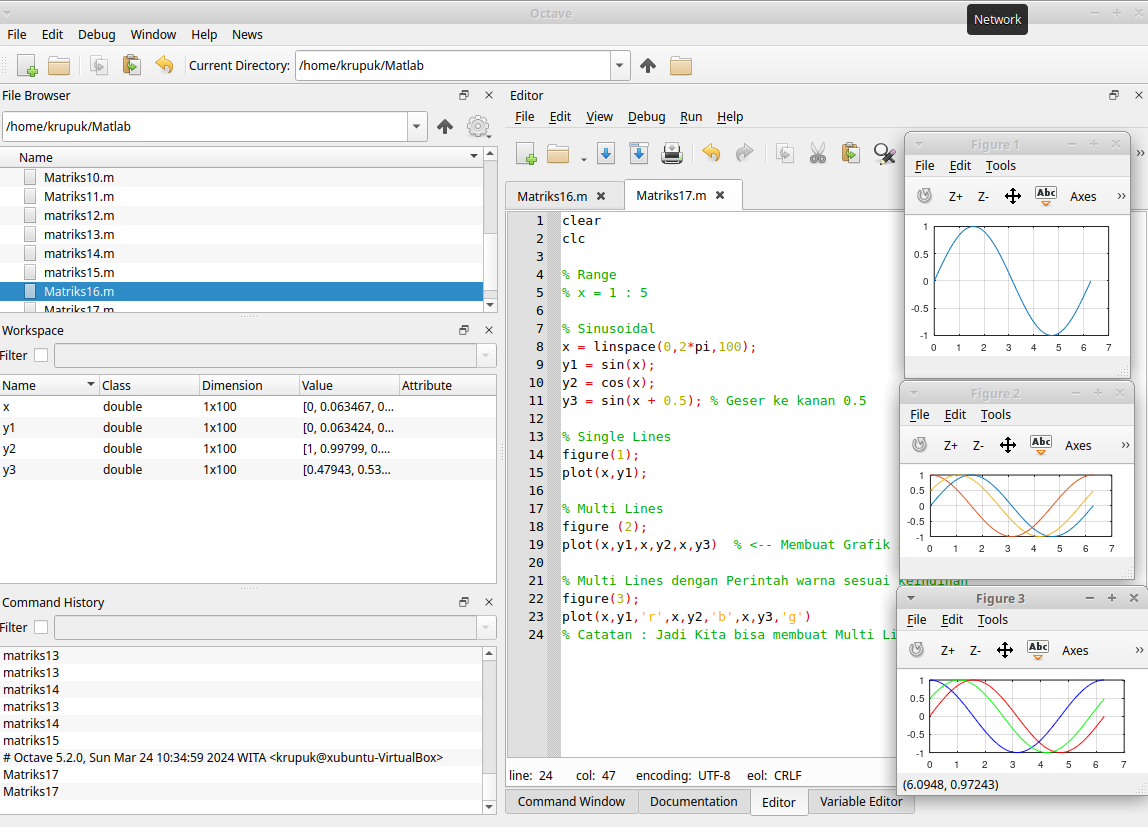 Octave
Network
File Edit Debug Window Help News
Current Directory: /home/krupuk/Matlab
File Browser
/home/krupuk/Matlab
Name
Matriks10.m
Matriks11.m
matriks12.m
matriks13.m
matriks14.m
matriks15.m
Matriks16.m
Matriks17.m
Workspace
Filter
Name Class Dimension Value Attribute
x double 1x100 [0, 0.063467, 0...
y1 double 1x100 [0, 0.063424, 0...
y2 double 1x100 [1, 0.99799, 0....
y3 double 1x100 [0.47943, 0.53...
Command History
Filter
matriks13
matriks13
matriks14
matriks13
matriks14
matriks15
# Octave 5.2.0, Sun Mar 24 10:34:59 2024 WITA <krupuk@xubuntu-VirtualBox>
Matriks17
Matriks17
Editor
File Edit View Debug Run Help
Matriks16.m Matriks17.m
1 clear
2 clc
3
4 % Range
5 % x = 1 : 5
6
7 % Sinusoidal
8 x = linspace(0,2*pi,100);
9 y1 = sin(x);
10 y2 = cos(x);
11 y3 = sin(x + 0.5); % Geser ke kanan 0.5
12
13 % Single Lines
14 figure(1);
15 plot(x,y1);
16
17 % Multi Lines
18 figure (2);
19 plot(x,y1,x,y2,x,y3) % <-- Membuat Grafik
20
21 % Multi Lines dengan Perintah warna sesuai keinginan
22 figure(3);
23 plot(x,y1,'r',x,y2,'b',x,y3,'g')
24 % Catatan : Jadi Kita bisa membuat Multi Li
line: 24 col: 47 encoding: UTF-8 eol: CRLF
Command Window Documentation Editor Variable Editor
Figure 1
File Edit Tools
Z+ Z- Abc Axes »
1
0.5
0
-0.5
-1
0 1 2 3 4 5 6 7
Figure 2
File Edit Tools
Z+ Z- Abc Axes »
1
0.5
0
-0.5
-1
0 1 2 3 4 5 6 7
Figure 3
File Edit Tools
Z+ Z- Abc Axes »
1
0.5
0
-0.5
-1
0 1 2 3 4 5 6 7
(6.0948, 0.97243)